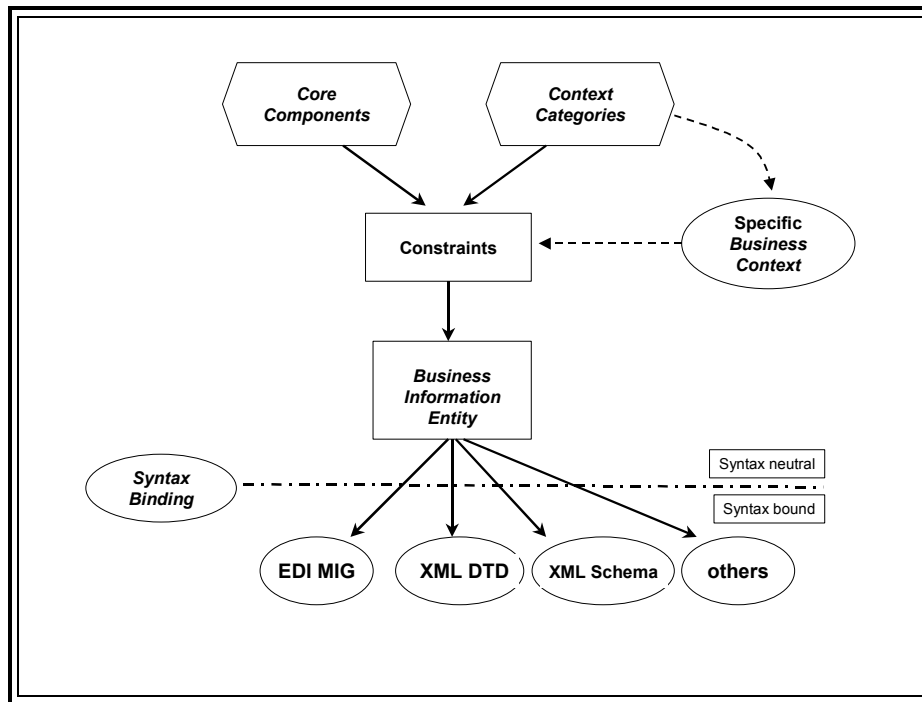 Core
Components
Context
Categories
Specific
Business
Context
Constraints
Business
Information
Entity
Syntax neutral
Syntax
Binding
Syntax bound
EDI MIG
XML DTD
XML Schema
others